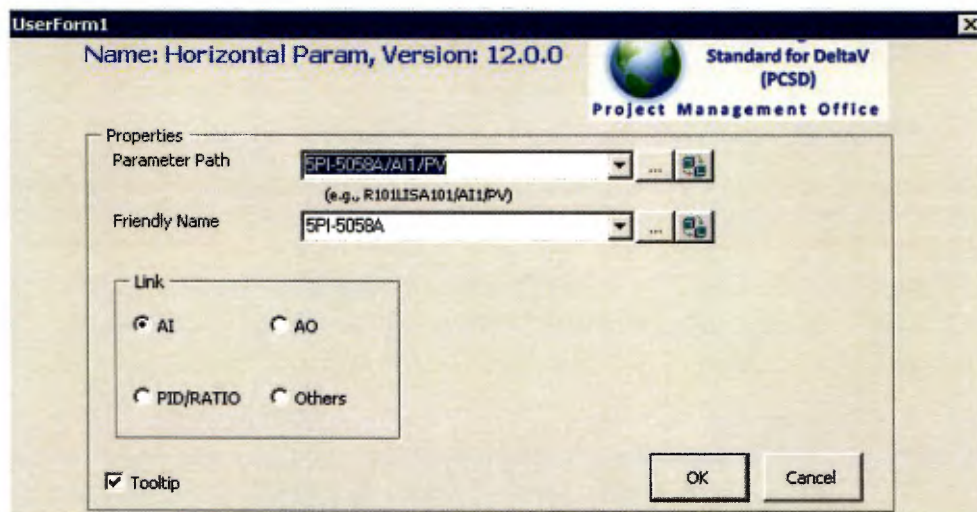 UserForm1
Name: Horizontal Param, Version: 12.0.0
Standard for DeltaV
(PCSD)
Project Management Office
Properties
Parameter Path
5PI-5058A/AI1/PV
...
(e.g., R101LISA101/AI1/PV)
Friendly Name
5PI-5058A
...
Link
AI
AO
PID/RATIO
Others
Tooltip
OK
Cancel